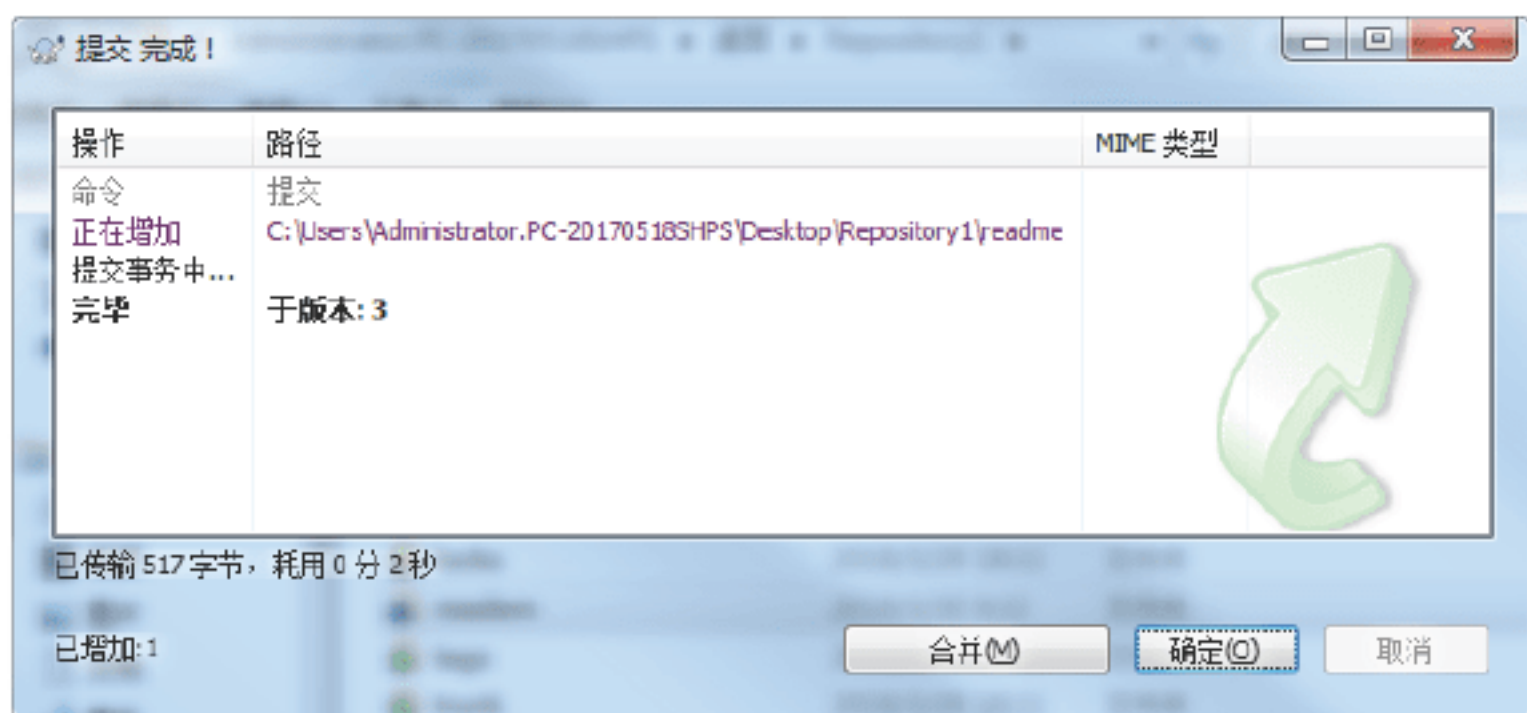 提交 完成！
操作 路径 MIME 类型
命令 提交
正在增加 C:\Users\Administrator.PC-20170518SHPS\Desktop\Repository1\readme
提交事务中...
完毕 于版本: 3
已传输 517 字节，耗用 0 分 2 秒
已增加: 1
合并(M) 确定(O) 取消